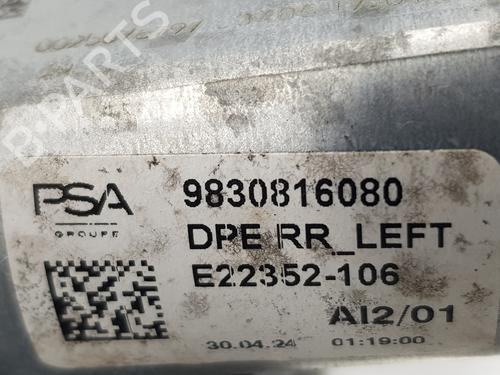 B-PARTS
PSA
GROUPE
9830816080
DPE RR_LEFT
E22352-106
AI2/01
30.04.24 01:19:00